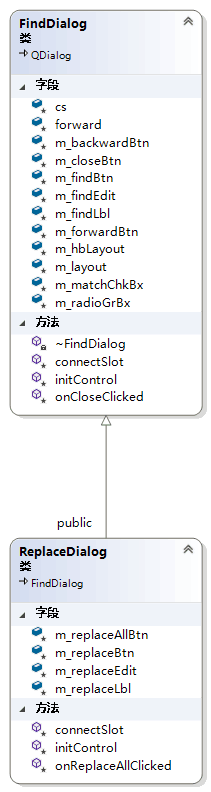 FindDialog
类
QDialog
字段
cs
forward
m_backwardBtn
m_closeBtn
m_findBtn
m_findEdit
m_findLbl
m_forwardBtn
m_hbLayout
m_layout
m_matchChkBx
m_radioGrBx
方法
~FindDialog
connectSlot
initControl
onCloseClicked
public
ReplaceDialog
类
FindDialog
字段
m_replaceAllBtn
m_replaceBtn
m_replaceEdit
m_replaceLbl
方法
connectSlot
initControl
onReplaceAllClicked